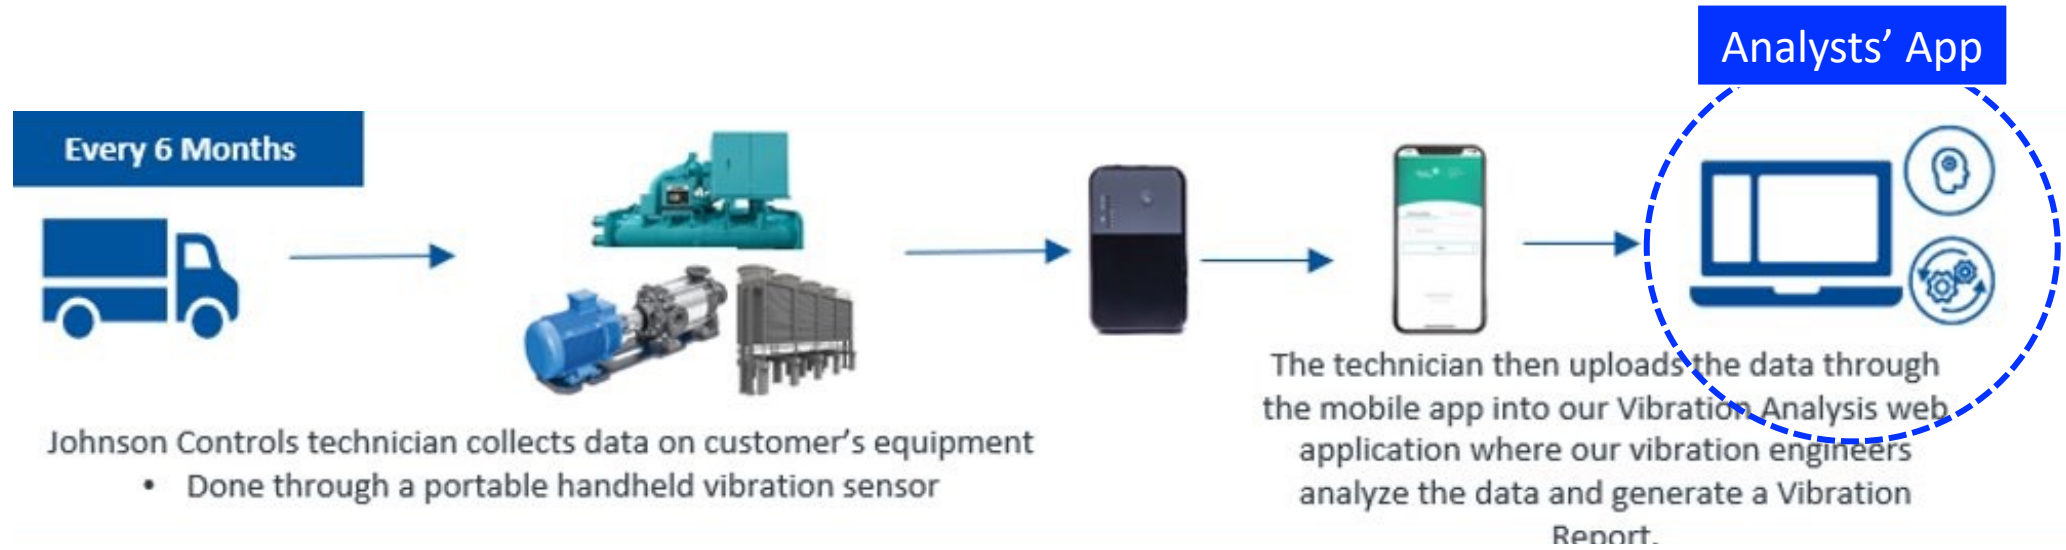 Analysts’ App
Every 6 Months
Johnson Controls technician collects data on customer’s equipment
• Done through a portable handheld vibration sensor
The technician then uploads the data through
the mobile app into our Vibration Analysis web
application where our vibration engineers
analyze the data and generate a Vibration
Report.